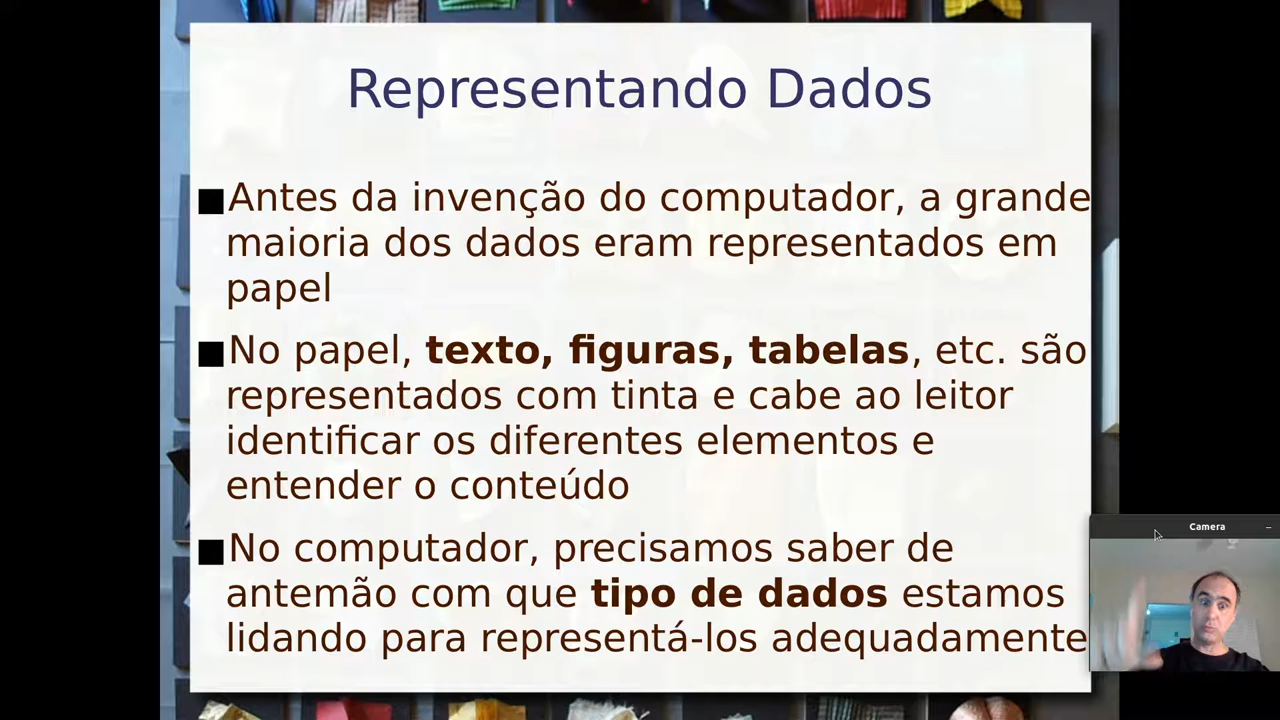 Representando Dados
■Antes da invenção do computador, a grande
maioria dos dados eram representados em
papel
■No papel, texto, figuras, tabelas, etc. são
representados com tinta e cabe ao leitor
identificar os diferentes elementos e
entender o conteúdo
■No computador, precisamos saber de
antemão com que tipo de dados estamos
lidando para representá-los adequadamente
Camera